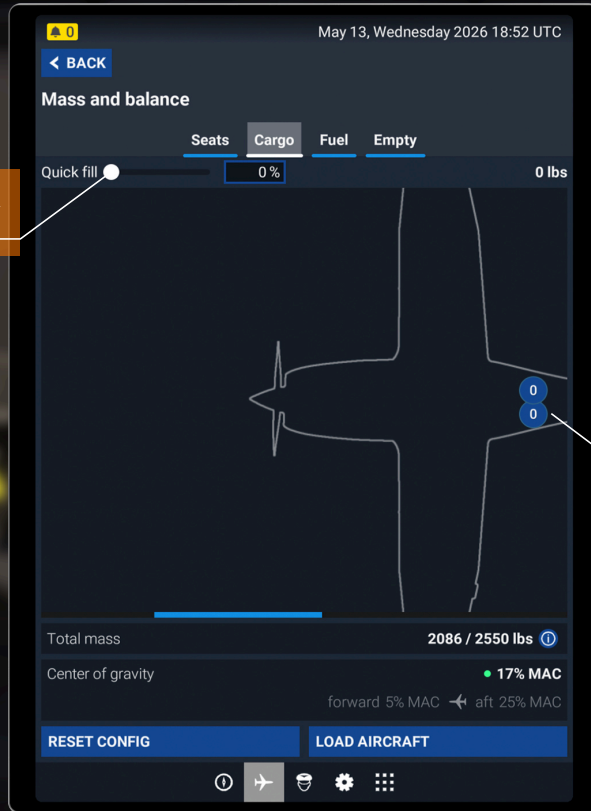 0
May 13, Wednesday 2026 18:52 UTC
BACK
Mass and balance
Seats Cargo Fuel Empty
Quick fill 0 % 0 lbs
0
0
Total mass 2086 / 2550 lbs
Center of gravity 17% MAC
forward 5% MAC aft 25% MAC
RESET CONFIG LOAD AIRCRAFT